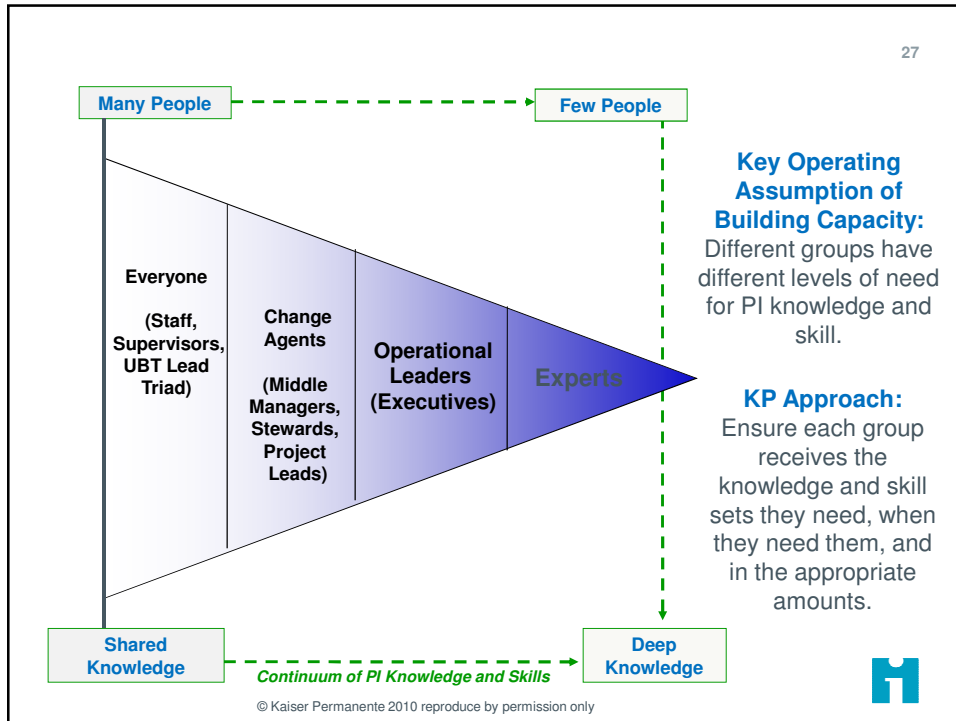 27
Many People
Few People
Everyone
(Staff,
Supervisors,
UBT Lead
Triad)
Change
Agents
(Middle
Managers,
Stewards,
Project
Leads)
Operational
Leaders
(Executives)
Experts
Key Operating
Assumption of
Building Capacity:
Different groups have
different levels of need
for PI knowledge and
skill.
KP Approach:
Ensure each group
receives the
knowledge and skill
sets they need, when
they need them, and
in the appropriate
amounts.
Shared
Knowledge
Continuum of PI Knowledge and Skills
Deep
Knowledge
© Kaiser Permanente 2010 reproduce by permission only